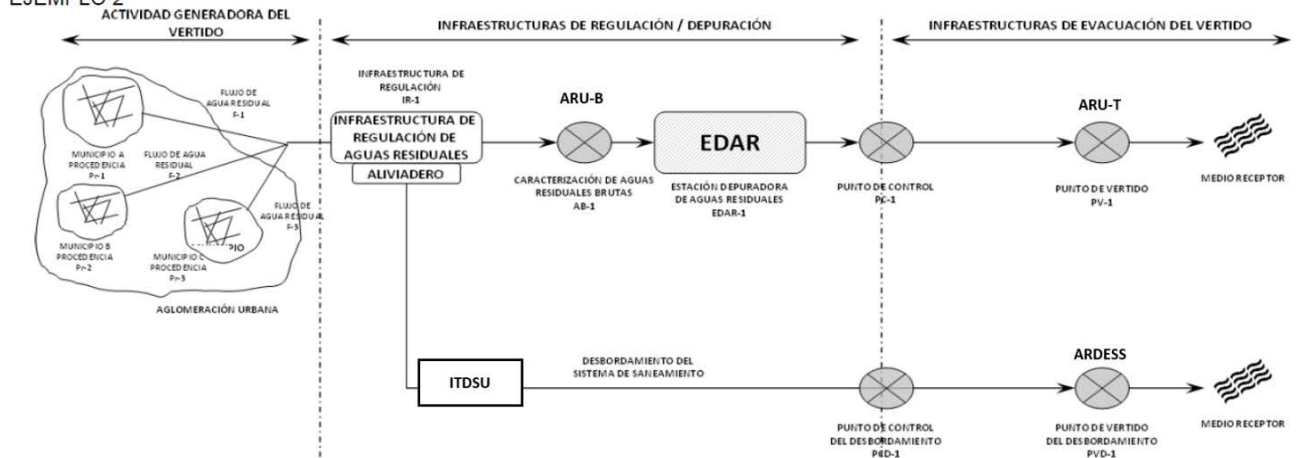 EJEMPLO 2
ACTIVIDAD GENERADORA DEL
VERTIDO
INFRAESTRUCTURAS DE REGULACIÓN / DEPURACIÓN
INFRAESTRUCTURAS DE EVACUACIÓN DEL VERTIDO
FLUJO DE
AGUA RESIDUAL
F-1
MUNICIPIO A
PROCEDENCIA
Pr-1
FLUJO DE AGUA
RESIDUAL
F-2
MUNICIPIO B
PROCEDENCIA
Pr-2
FLUJO DE
AGUA RESIDUAL
F-3
PIO
MUNICIPIO C
PROCEDENCIA
Pr-3
AGLOMERACIÓN URBANA
INFRAESTRUCTURA DE
REGULACIÓN
IR-1
INFRAESTRUCTURA DE
REGULACIÓN DE
AGUAS RESIDUALES
ALIVIADERO
ARU-B
CARACTERIZACIÓN DE AGUAS
RESIDUALES BRUTAS
AB-1
EDAR
ESTACIÓN DEPURADORA
DE AGUAS RESIDUALES
EDAR-1
PUNTO DE CONTROL
PC-1
ARU-T
PUNTO DE VERTIDO
PV-1
MEDIO RECEPTOR
ITDSU
DESBORDAMIENTO DEL
SISTEMA DE SANEAMIENTO
PUNTO DE CONTROL
DEL DESBORDAMIENTO
PCD-1
ARDESS
PUNTO DE VERTIDO
DEL DESBORDAMIENTO
PVD-1
MEDIO RECEPTOR